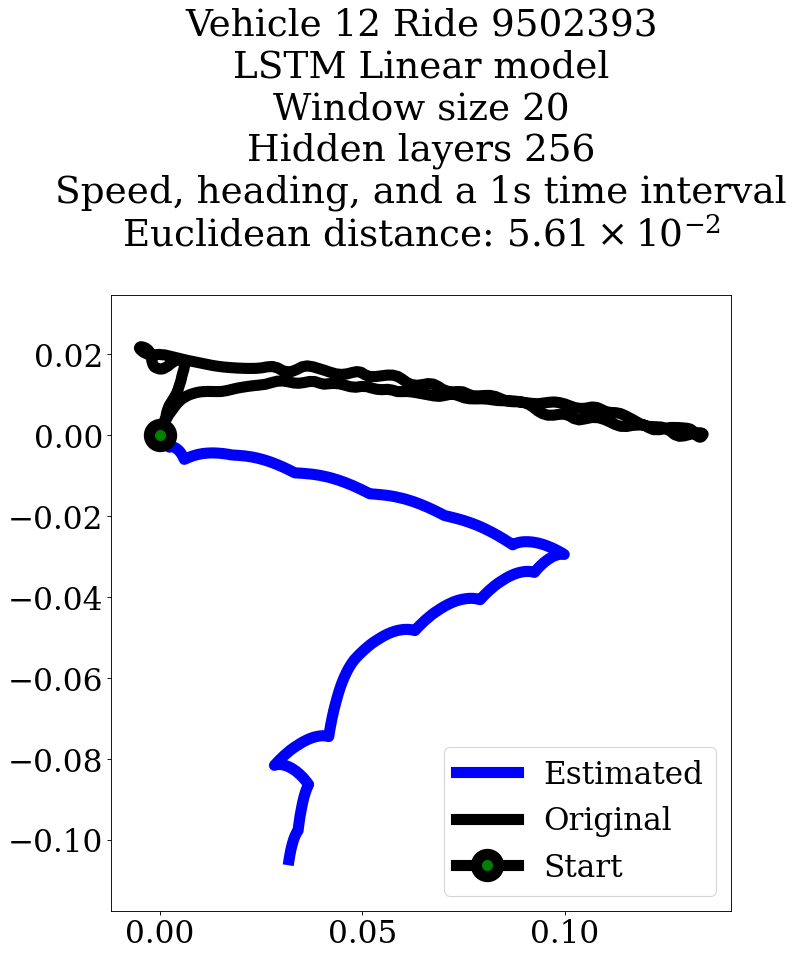 Vehicle 12 Ride 9502393
LSTM Linear model
Window size 20
Hidden layers 256
Speed, heading, and a 1s time interval
Euclidean distance: 5.61 × 10⁻²
0.02
0.00
−0.02
−0.04
−0.06
−0.08
−0.10
Estimated
Original
Start
0.00 0.05 0.10